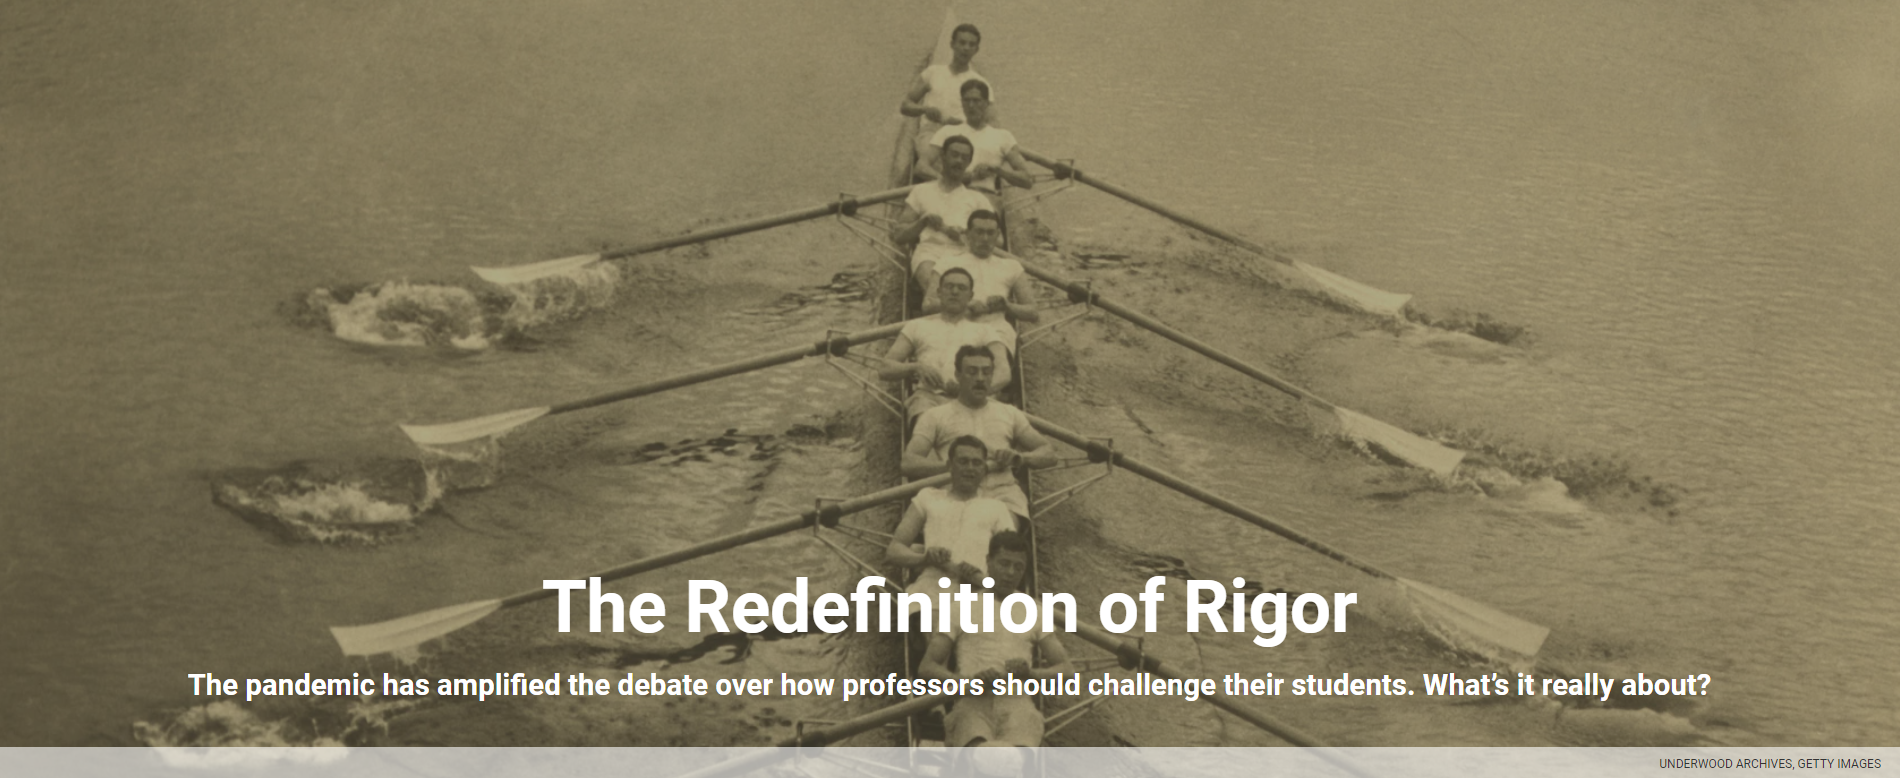 The Redefinition of Rigor
The pandemic has amplified the debate over how professors should challenge their students. What’s it really about?
UNDERWOOD ARCHIVES, GETTY IMAGES